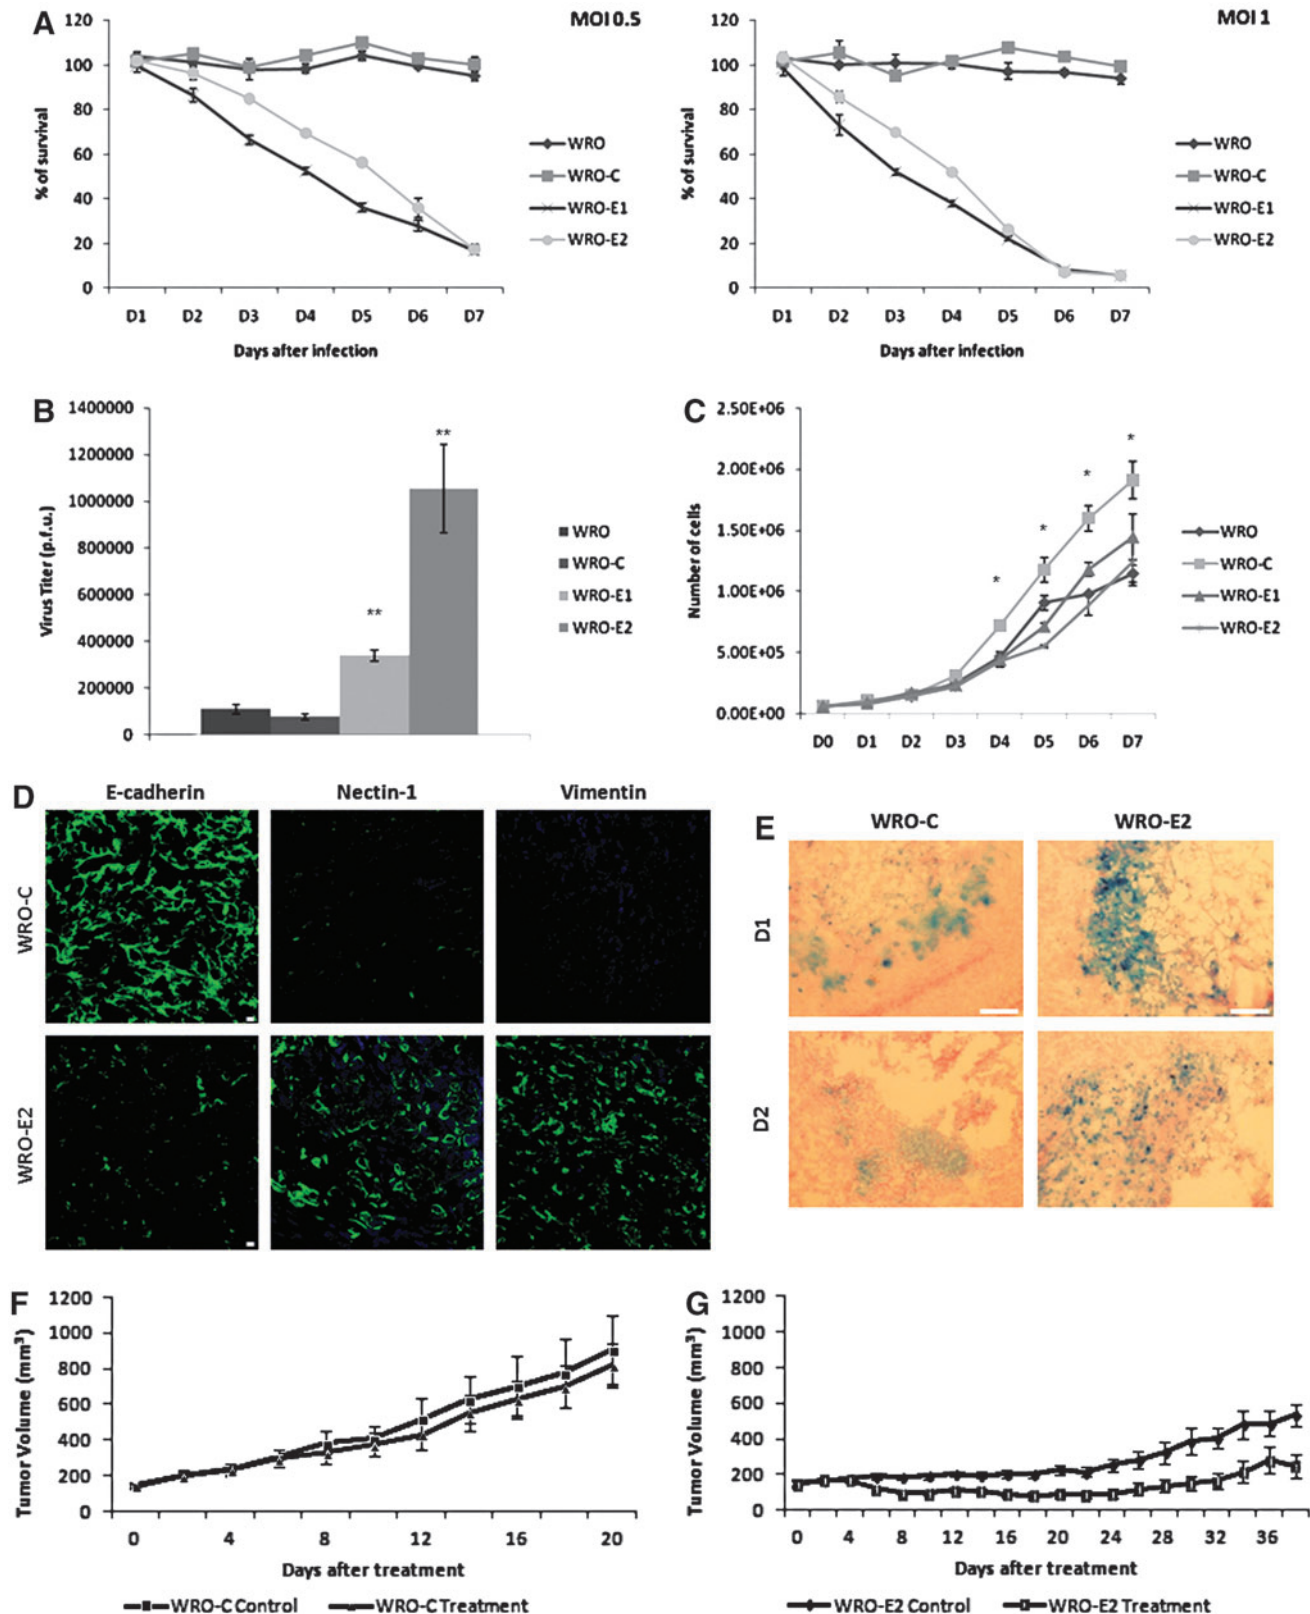 A
MOI 0.5
120
100
80
60
40
20
0
% of survival
D1 D2 D3 D4 D5 D6 D7
Days after infection
WRO
WRO-C
WRO-E1
WRO-E2
MOI 1
120
100
80
60
40
20
0
% of survival
D1 D2 D3 D4 D5 D6 D7
Days after infection
WRO
WRO-C
WRO-E1
WRO-E2
B
1400000
1200000
1000000
800000
600000
400000
200000
0
Virus Titer (p.f.u.)
**
**
WRO
WRO-C
WRO-E1
WRO-E2
C
2.50E+06
2.00E+06
1.50E+06
1.00E+06
5.00E+05
0.00E+00
Number of cells
* * * *
D0 D1 D2 D3 D4 D5 D6 D7
WRO
WRO-C
WRO-E1
WRO-E2
D
E-cadherin Nectin-1 Vimentin
WRO-C
WRO-E2
E
WRO-C WRO-E2
D1
D2
F
1200
1000
800
600
400
200
0
Tumor Volume (mm³)
0 4 8 12 16 20
Days after treatment
WRO-C Control WRO-C Treatment
G
1200
1000
800
600
400
200
0
Tumor Volume (mm³)
0 4 8 12 16 20 24 28 32 36
Days after treatment
WRO-E2 Control WRO-E2 Treatment